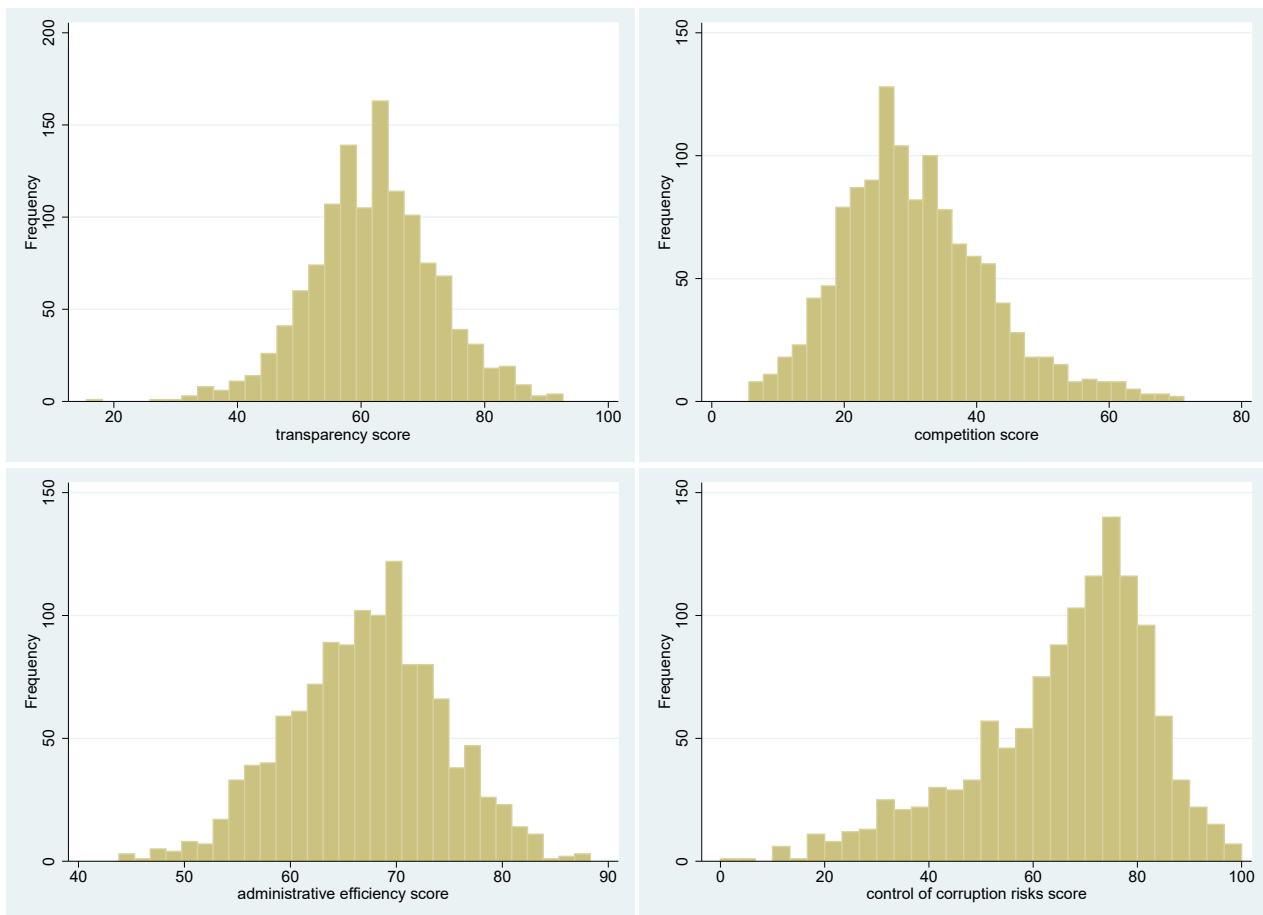 200
150
100
50
0
Frequency
20 40 60 80 100
transparency score
150
100
50
0
Frequency
0 20 40 60 80
competition score
150
100
50
0
Frequency
40 50 60 70 80 90
administrative efficiency score
150
100
50
0
Frequency
0 20 40 60 80 100
control of corruption risks score